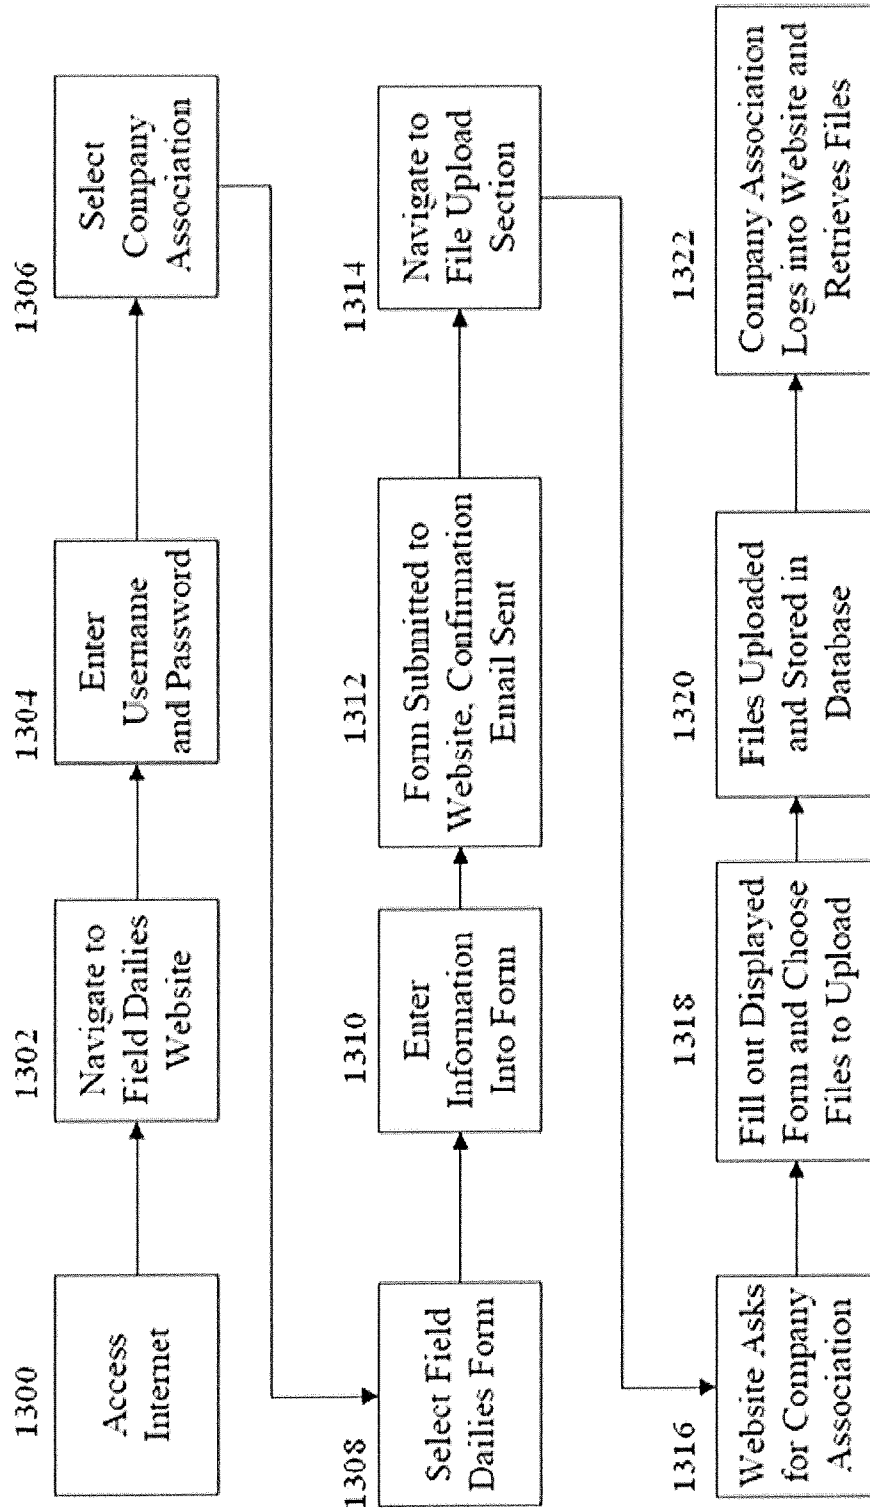 1300
Access
Internet
1302
Navigate to
Field Dailies
Website
1304
Enter
Username
and Password
1306
Select
Company
Association
1308
Select Field
Dailies Form
1310
Enter
Information
Into Form
1312
Form Submitted to
Website, Confirmation
Email Sent
1314
Navigate to
File Upload
Section
1316
Website Asks
for Company
Association
1318
Fill out Displayed
Form and Choose
Files to Upload
1320
Files Uploaded
and Stored in
Database
1322
Company Association
Logs into Website and
Retrieves Files